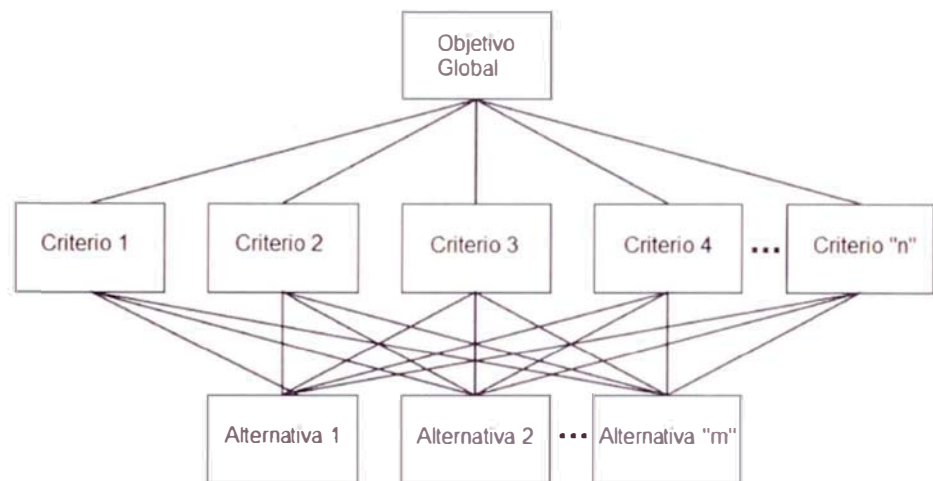 Objetivo
Global
Criterio 1
Criterio 2
Criterio 3
Criterio 4
...
Criterio "n"
Alternativa 1
Alternativa 2
...
Alternativa "m"